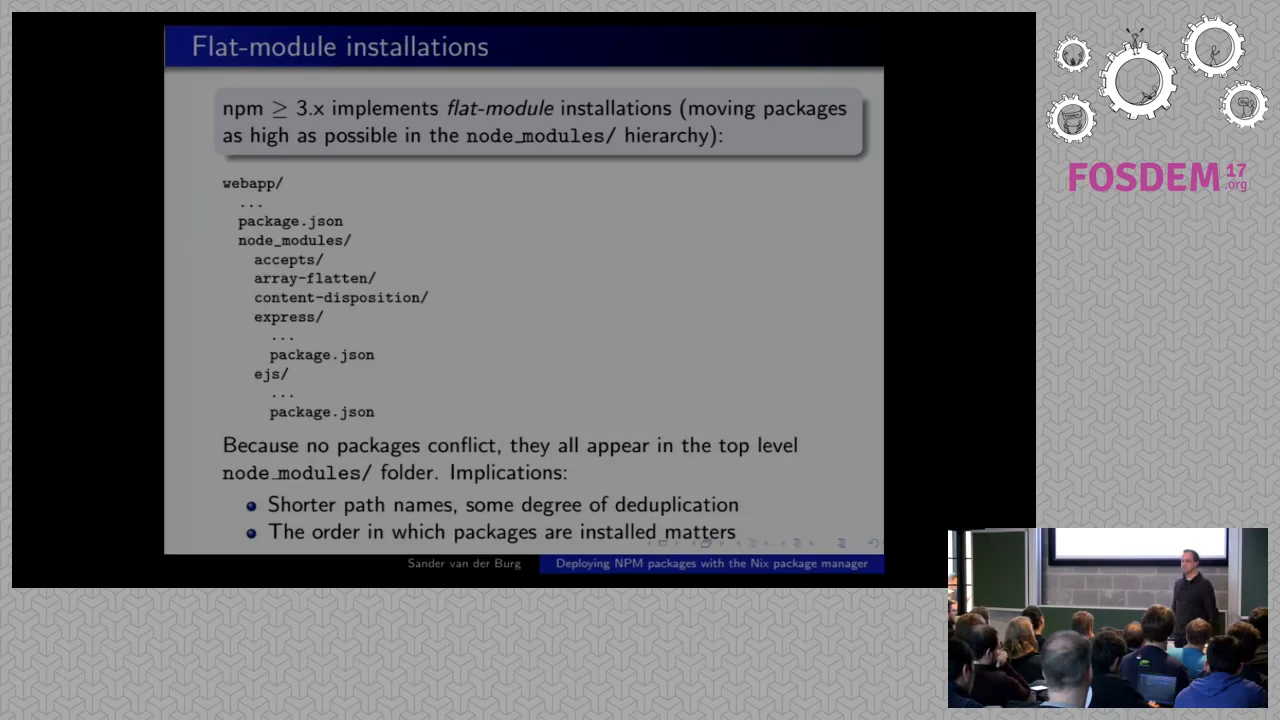 Flat-module installations
npm ≥ 3.x implements flat-module installations (moving packages
as high as possible in the node_modules/ hierarchy):
webapp/
...
package.json
node_modules/
accepts/
array-flatten/
content-disposition/
express/
...
package.json
ejs/
...
package.json
Because no packages conflict, they all appear in the top level
node_modules/ folder. Implications:
Shorter path names, some degree of deduplication
The order in which packages are installed matters
Sander van der Burg
Deploying NPM packages with the Nix package manager
FOSDEM 17
.org